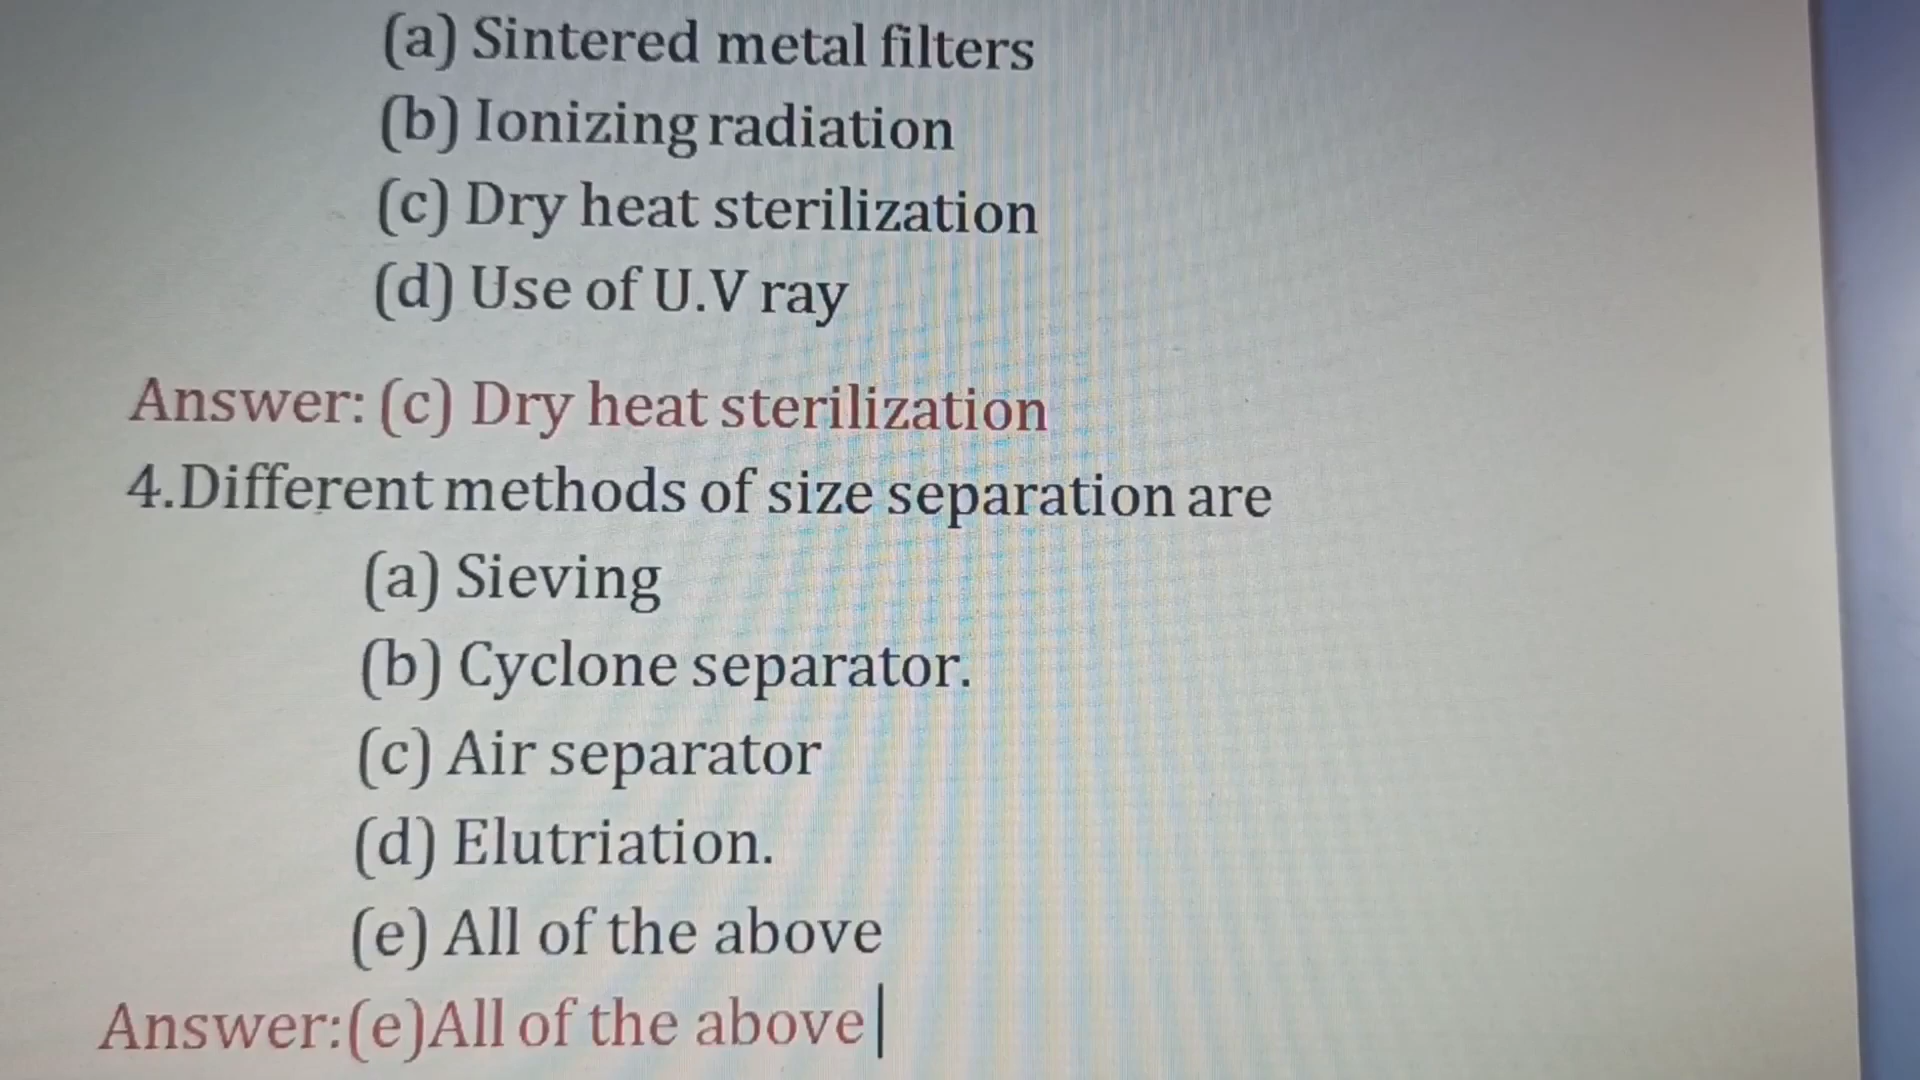 (a) Sintered metal filters
(b) Ionizing radiation
(c) Dry heat sterilization
(d) Use of U.V ray
Answer: (c) Dry heat sterilization
4.Different methods of size separation are
(a) Sieving
(b) Cyclone separator.
(c) Air separator
(d) Elutriation.
(e) All of the above
Answer:(e)All of the above